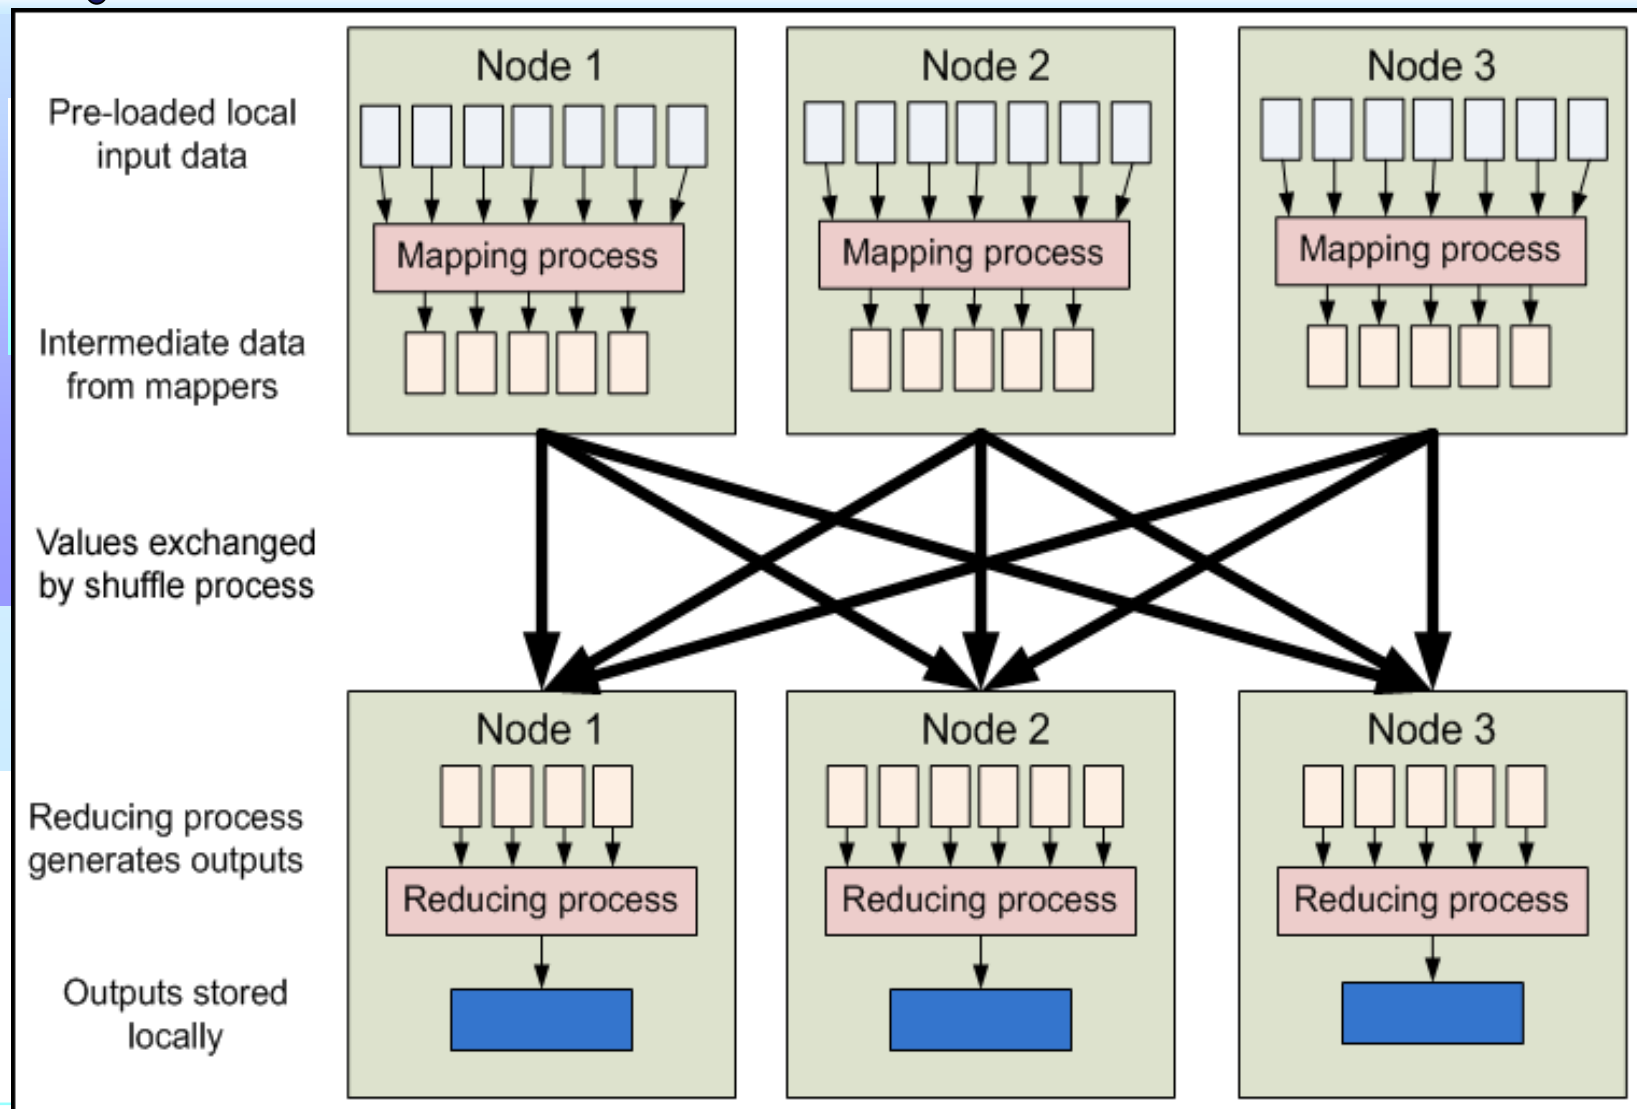 Node 1
Node 2
Node 3
Pre-loaded local
input data
Mapping process
Mapping process
Mapping process
Intermediate data
from mappers
Values exchanged
by shuffle process
Node 1
Node 2
Node 3
Reducing process
generates outputs
Reducing process
Reducing process
Reducing process
Outputs stored
locally